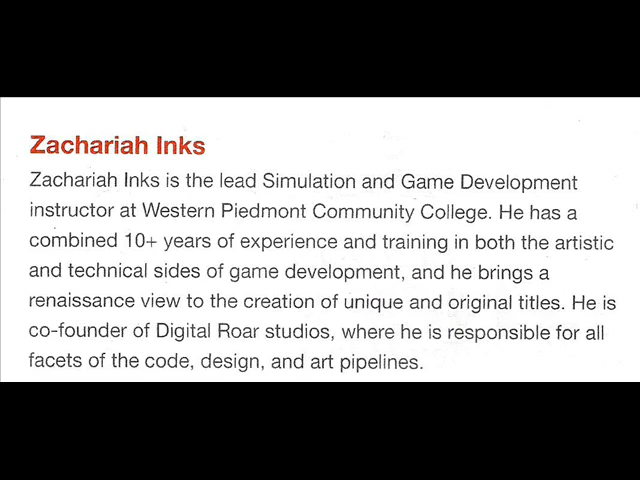 Zachariah Inks
Zachariah Inks is the lead Simulation and Game Development
instructor at Western Piedmont Community College. He has a
combined 10+ years of experience and training in both the artistic
and technical sides of game development, and he brings a
renaissance view to the creation of unique and original titles. He is
co-founder of Digital Roar studios, where he is responsible for all
facets of the code, design, and art pipelines.